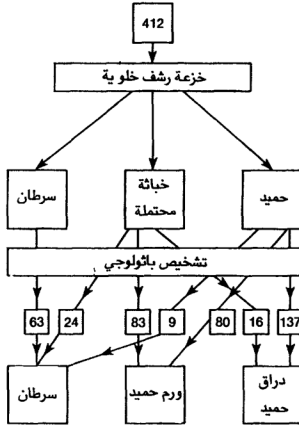 412
خزعة رشف خلوية
سرطان خباثة محتملة حميد
تشخيص باثولوجي
63 24 83 9 80 16 137
سرطان ورم حميد دراق حميد